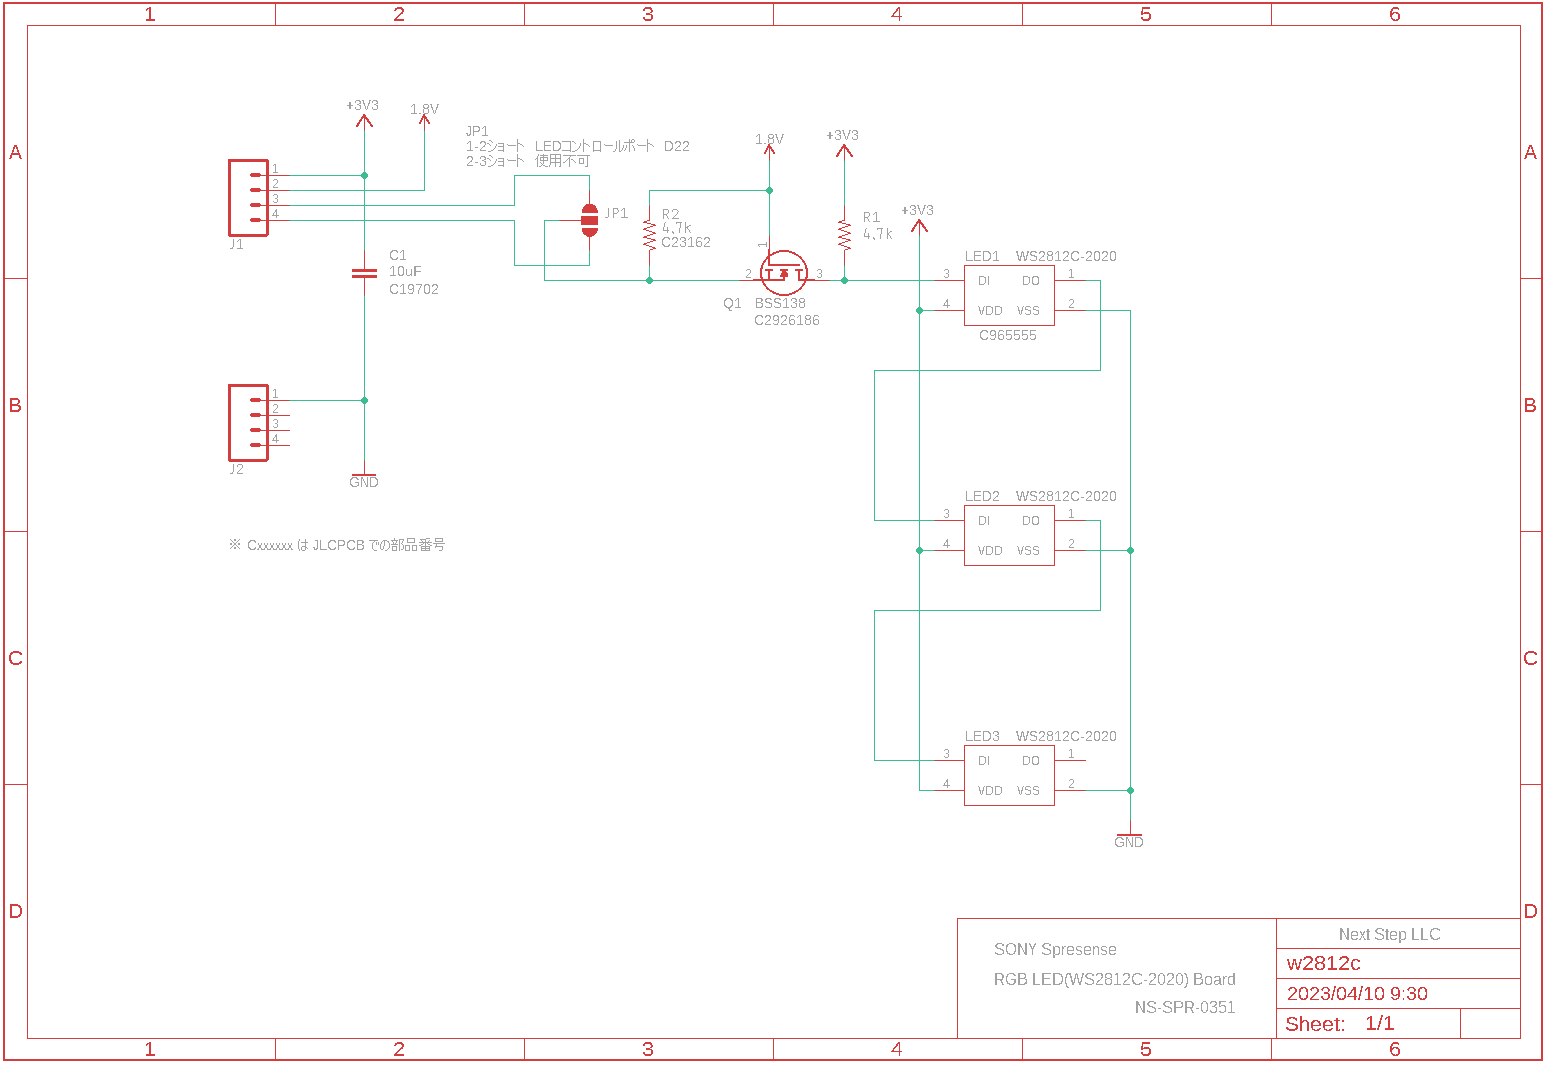 1 2 3 4 5 6
A A
B B
C C
D D
+3V3
1.8V
JP1
1-2ショート LEDコントロールポート D22
2-3ショート 使用不可
1
2
3
4
J1
C1
10uF
C19702
JP1
R2
4.7k
C23162
1.8V
+3V3
R1
4.7k
1
2
3
Q1 BSS138
C2926186
+3V3
LED1 WS2812C-2020
3 DI DO 1
4 VDD VSS 2
C965555
1
2
3
4
J2
GND
LED2 WS2812C-2020
3 DI DO 1
4 VDD VSS 2
※ Cxxxxxx は JLCPCB での部品番号
LED3 WS2812C-2020
3 DI DO 1
4 VDD VSS 2
GND
SONY Spresense
RGB LED(WS2812C-2020) Board
NS-SPR-0351
Next Step LLC
w2812c
2023/04/10 9:30
Sheet: 1/1
1 2 3 4 5 6